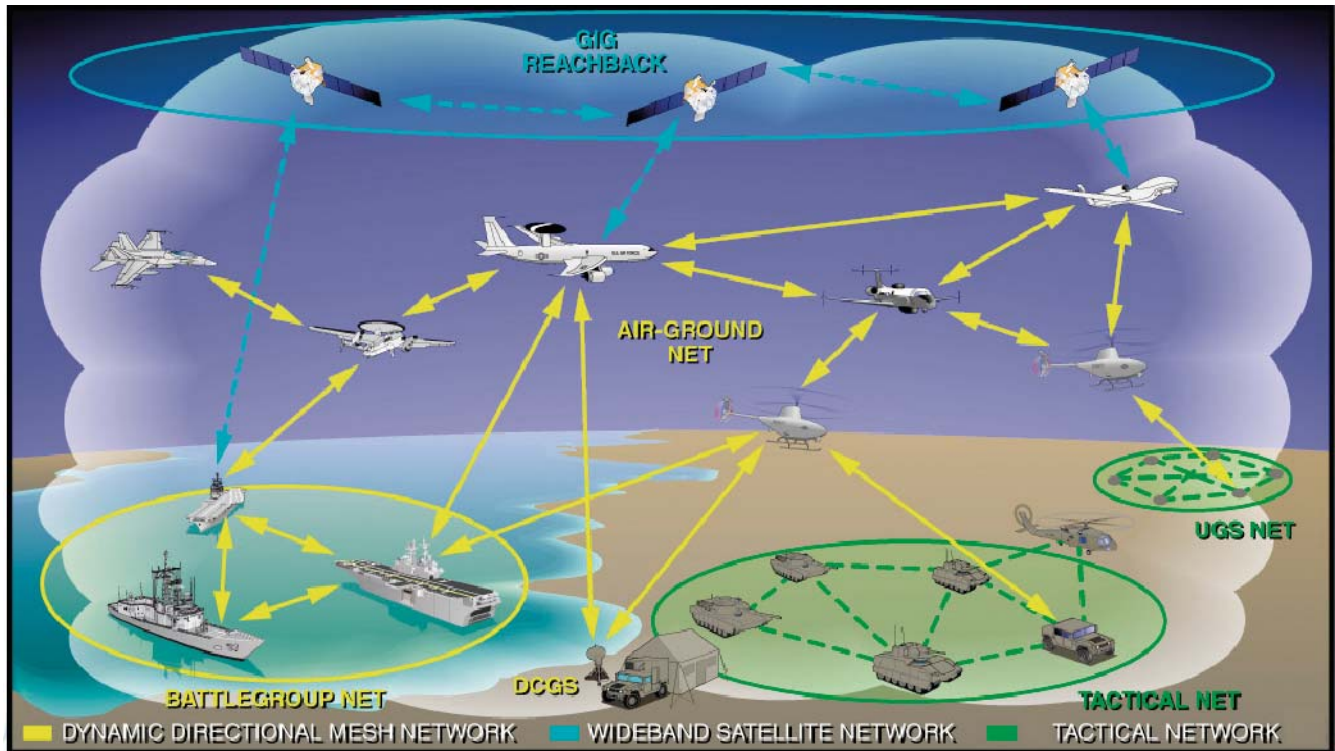 GIG
REACHBACK
AIR-GROUND
NET
UGS NET
BATTLEGROUP NET
DCGS
TACTICAL NET
DYNAMIC DIRECTIONAL MESH NETWORK
WIDEBAND SATELLITE NETWORK
TACTICAL NETWORK